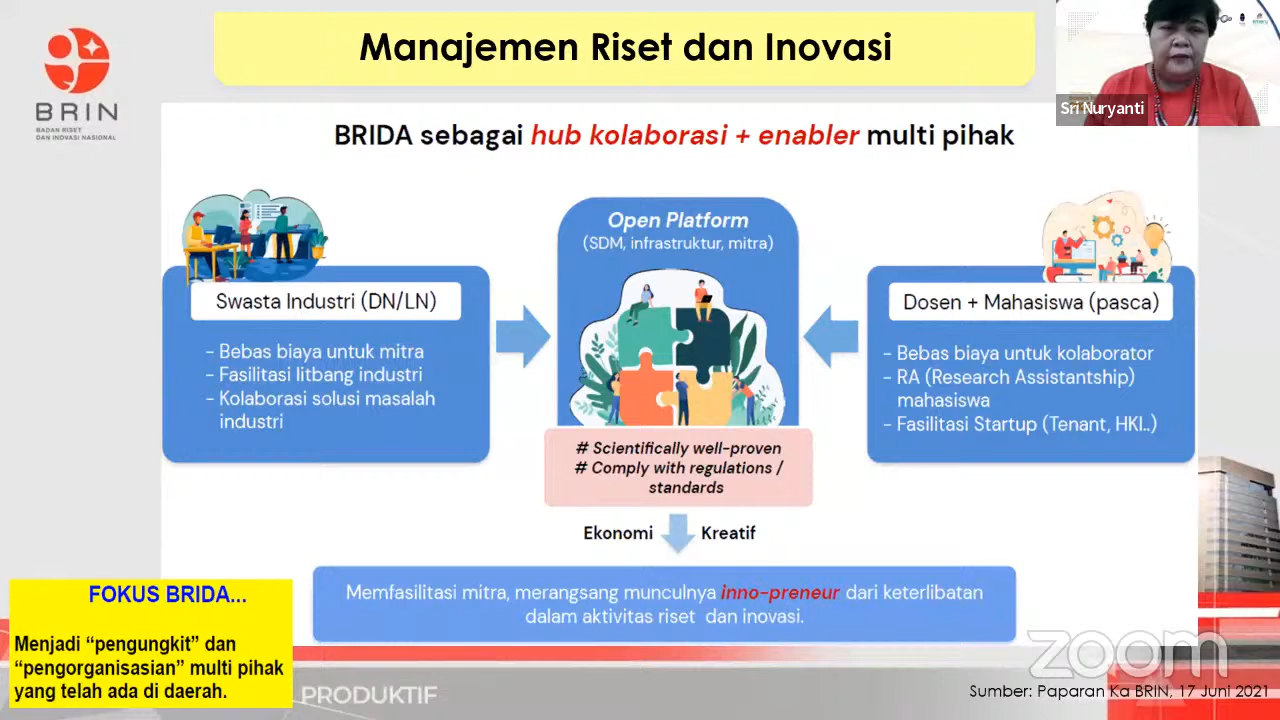 Manajemen Riset dan Inovasi
BRIN
BADAN RISET
DAN INOVASI NASIONAL
Sri Nuryanti
BRIDA sebagai hub kolaborasi + enabler multi pihak
Swasta Industri (DN/LN)
- Bebas biaya untuk mitra
- Fasilitasi litbang industri
- Kolaborasi solusi masalah
industri
Open Platform
(SDM, infrastruktur, mitra)
# Scientifically well-proven
# Comply with regulations /
standards
Dosen + Mahasiswa (pasca)
- Bebas biaya untuk kolaborator
- RA (Research Assistantship)
mahasiswa
- Fasilitasi Startup (Tenant, HKI..)
Ekonomi Kreatif
Memfasilitasi mitra, merangsang munculnya inno-preneur dari keterlibatan
dalam aktivitas riset dan inovasi.
FOKUS BRIDA...
Menjadi “pengungkit” dan
“pengorganisasian” multi pihak
yang telah ada di daerah.
PRODUKTIF
zoom
Sumber: Paparan Ka BRIN, 17 Juni 2021